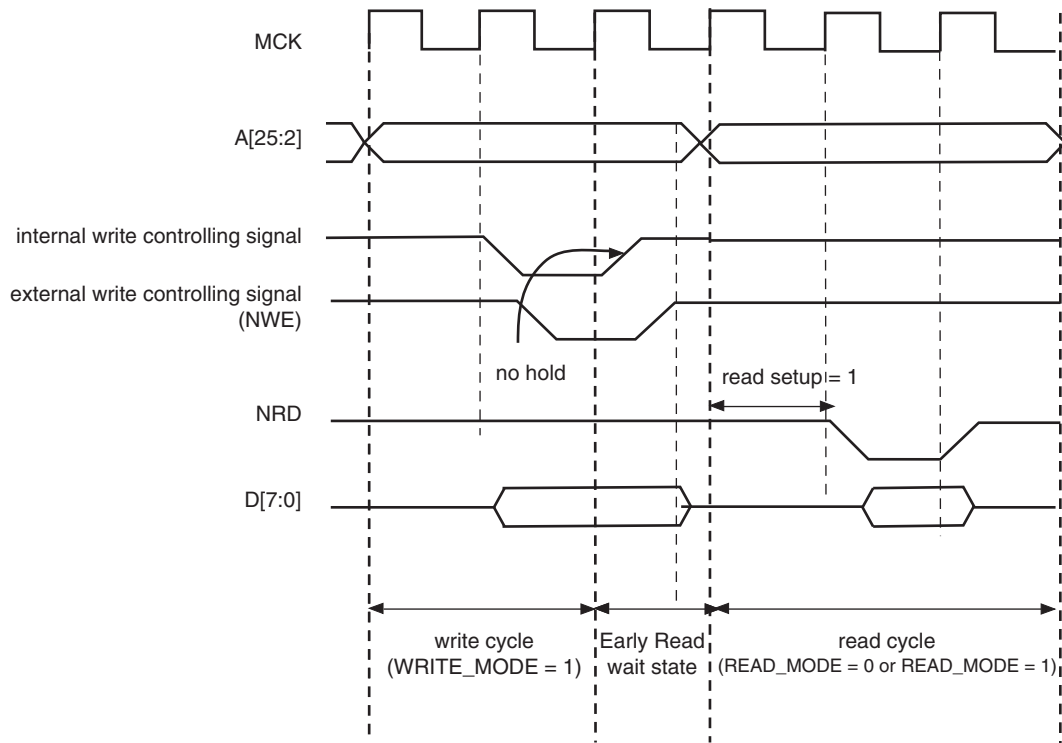 MCK
A[25:2]
internal write controlling signal
external write controlling signal
(NWE)
no hold
read setup = 1
NRD
D[7:0]
write cycle
(WRITE_MODE = 1)
Early Read
wait state
read cycle
(READ_MODE = 0 or READ_MODE = 1)